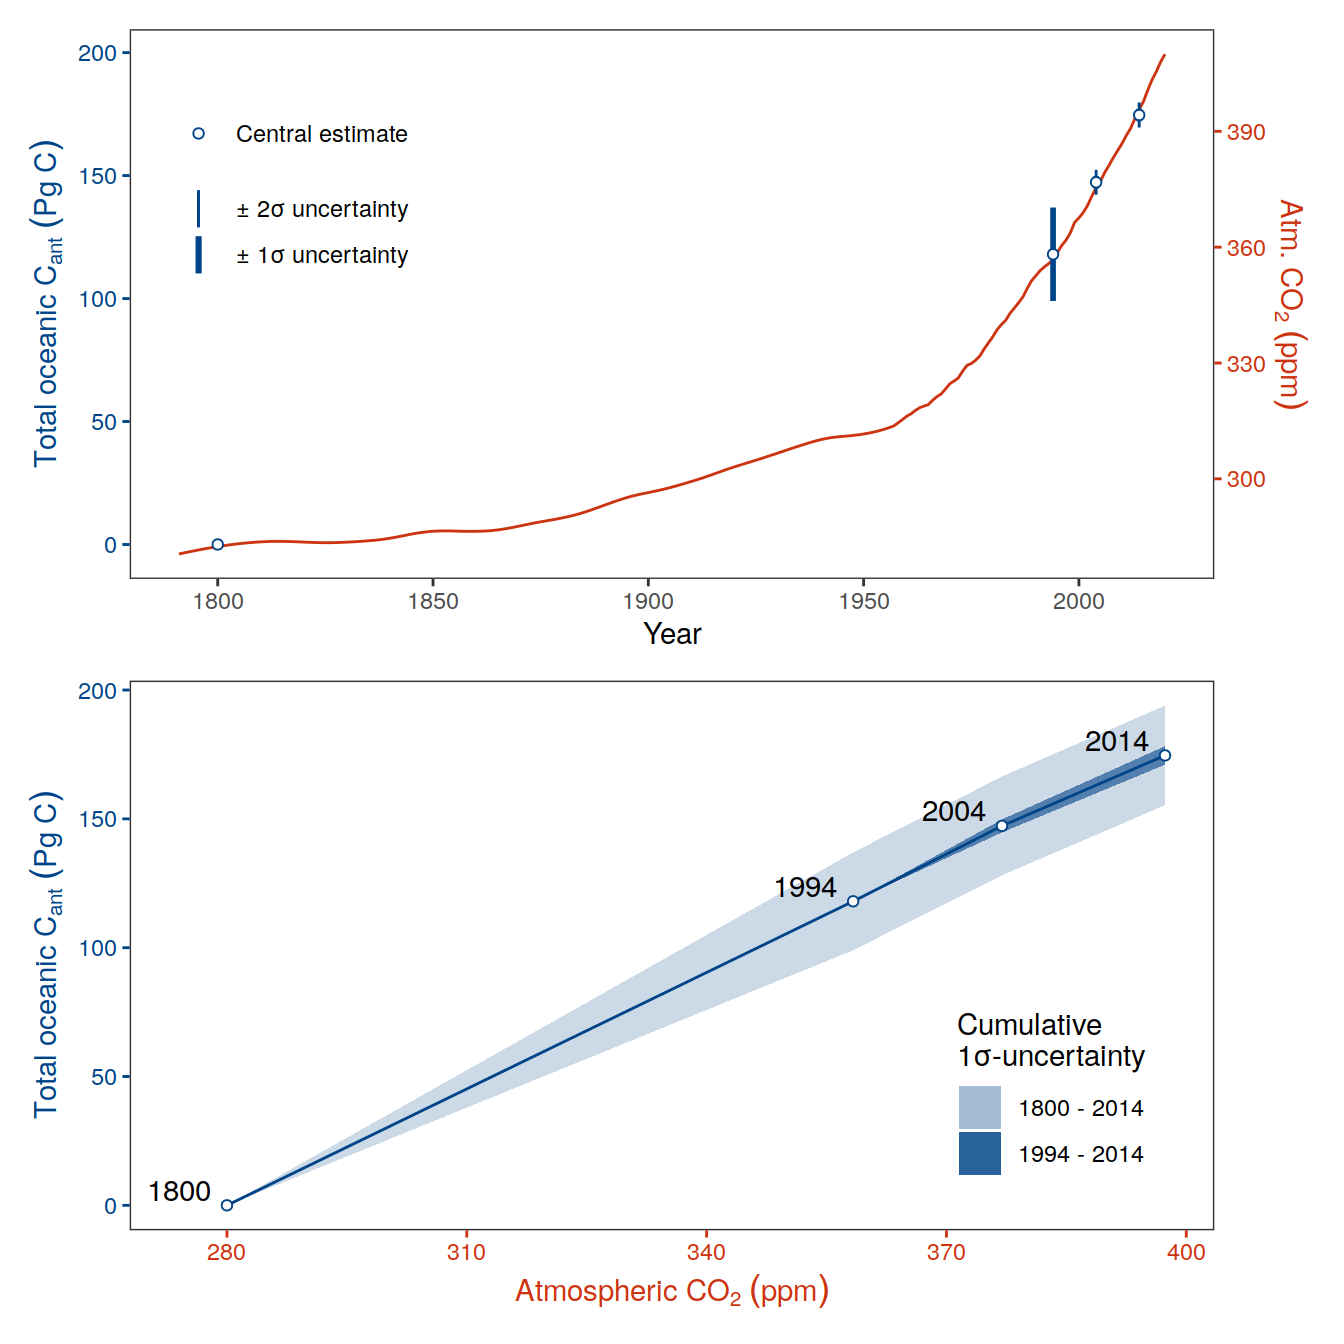 200
150
100
50
0
Total oceanic Cant (Pg C)
Central estimate
± 2σ uncertainty
± 1σ uncertainty
390
360
330
300
Atm. CO2 (ppm)
1800 1850 1900 1950 2000
Year
200
150
100
50
0
Total oceanic Cant (Pg C)
2014
2004
1994
1800
Cumulative
1σ-uncertainty
1800 - 2014
1994 - 2014
280 310 340 370 400
Atmospheric CO2 (ppm)